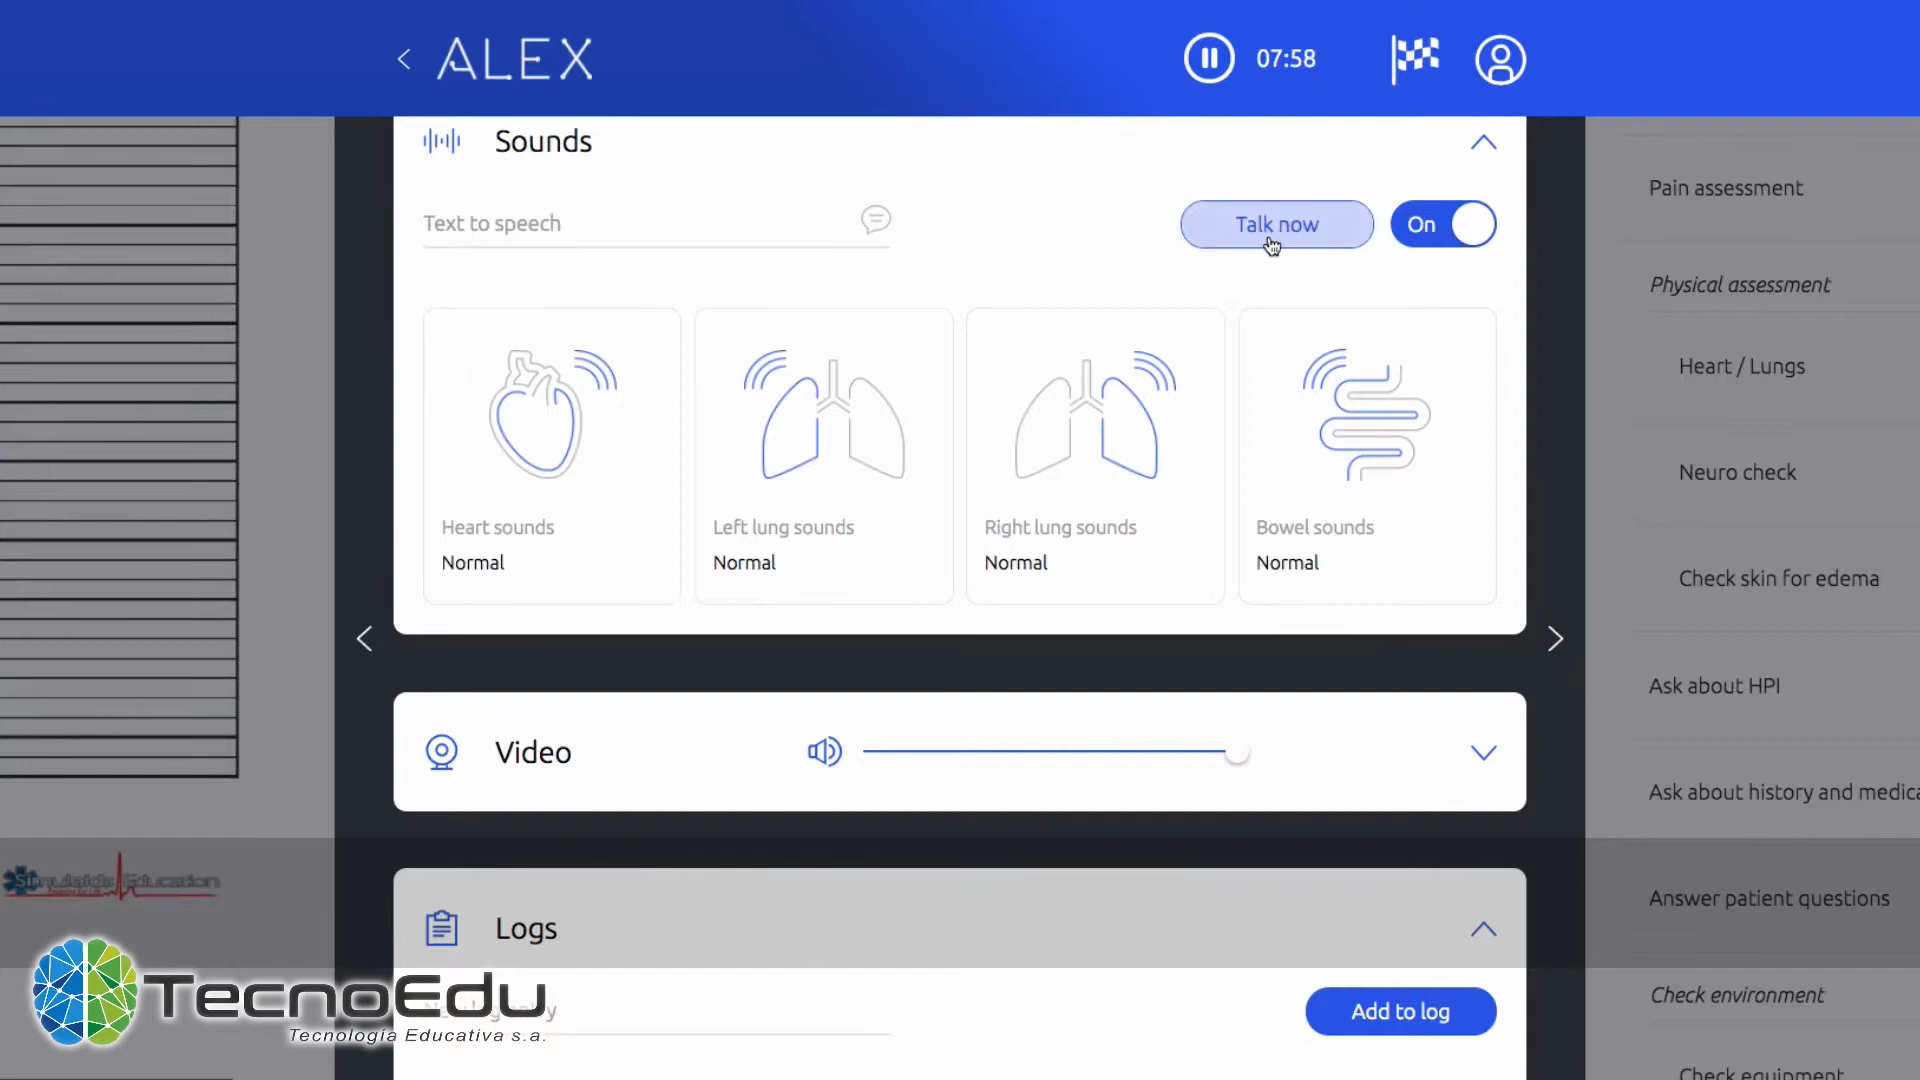 ALEX
07:58
Sounds
Text to speech
Talk now
On
Heart sounds
Normal
Left lung sounds
Normal
Right lung sounds
Normal
Bowel sounds
Normal
Video
Logs
Add to log
Pain assessment
Physical assessment
Heart / Lungs
Neuro check
Check skin for edema
Ask about HPI
Ask about history and medica
Answer patient questions
Check environment
Check equipment
Simulaids Education
TecnoEdu
Tecnología Educativa s.a.